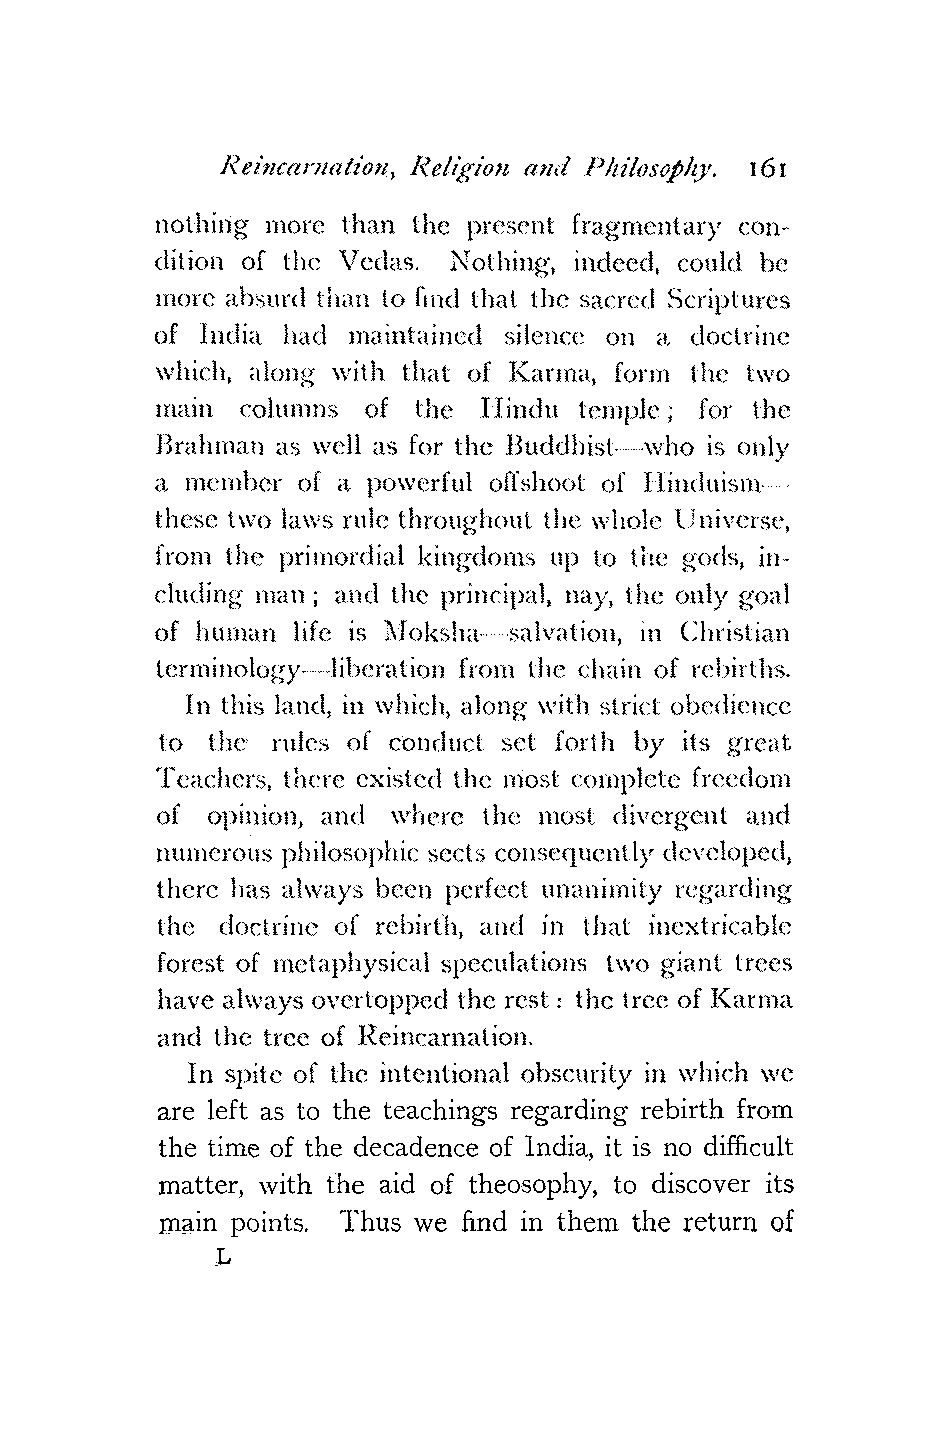 Reincarnation, Religion and Philosophy. 161
nothing more than the present fragmentary con-
dition of the Vedas. Nothing, indeed, could be
more absurd than to find that the sacred Scriptures
of India had maintained silence on a doctrine
which, along with that of Karma, form the two
main columns of the Hindu temple; for the
Brahman as well as for the Buddhist—who is only
a member of a powerful offshoot of Hinduism—
these two laws rule throughout the whole Universe,
from the primordial kingdoms up to the gods, in-
cluding man; and the principal, nay, the only goal
of human life is Moksha—salvation, in Christian
terminology—liberation from the chain of rebirths.
In this land, in which, along with strict obedience
to the rules of conduct set forth by its great
Teachers, there existed the most complete freedom
of opinion, and where the most divergent and
numerous philosophic sects consequently developed,
there has always been perfect unanimity regarding
the doctrine of rebirth, and in that inextricable
forest of metaphysical speculations two giant trees
have always overtopped the rest: the tree of Karma
and the tree of Reincarnation.
In spite of the intentional obscurity in which we
are left as to the teachings regarding rebirth from
the time of the decadence of India, it is no difficult
matter, with the aid of theosophy, to discover its
main points. Thus we find in them the return of
L